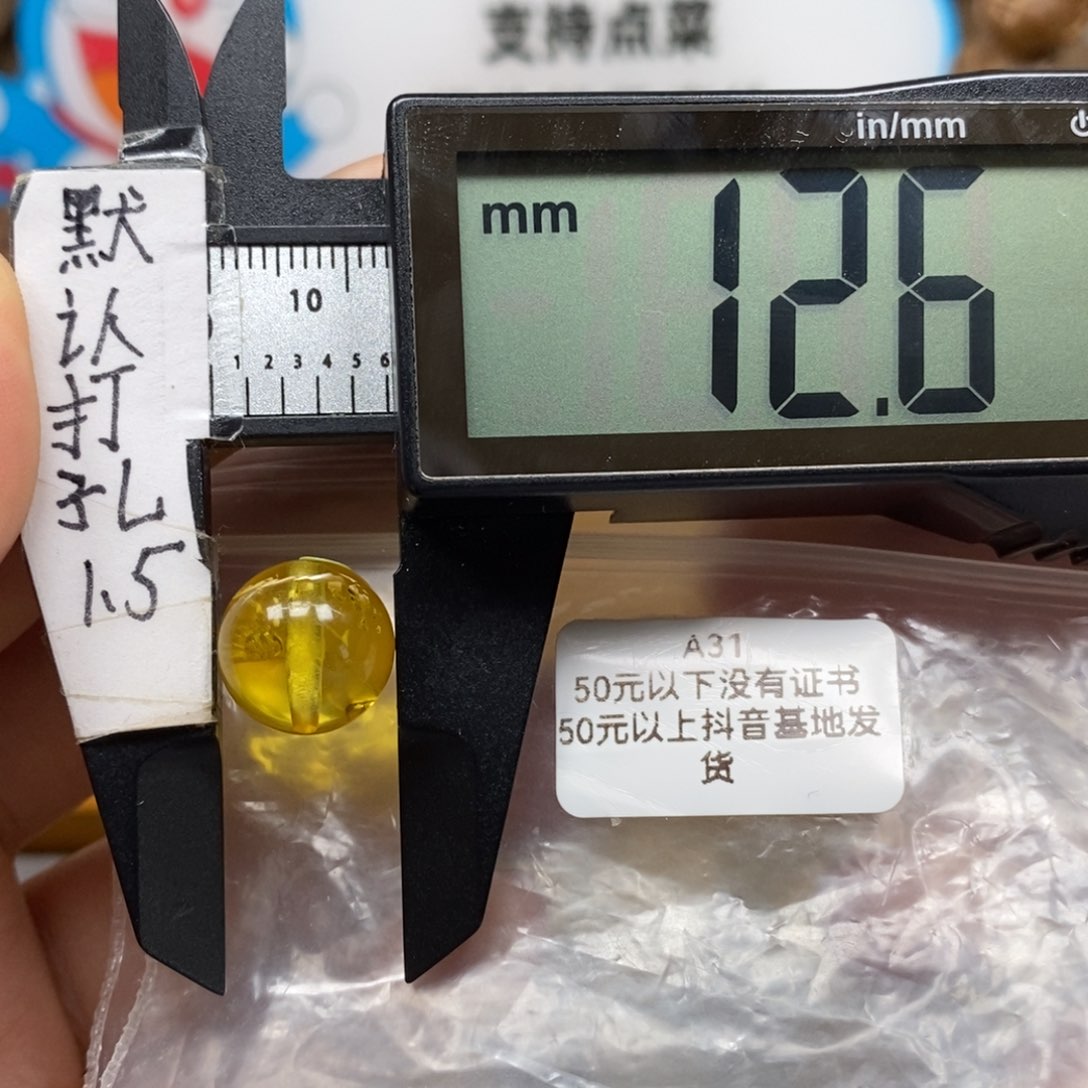 支持点菜
in/mm
mm
12.6
10
1 2 3 4 5 6
默
认
打
孔
1.5
A31
50元以下没有证书
50元以上抖音基地发
货